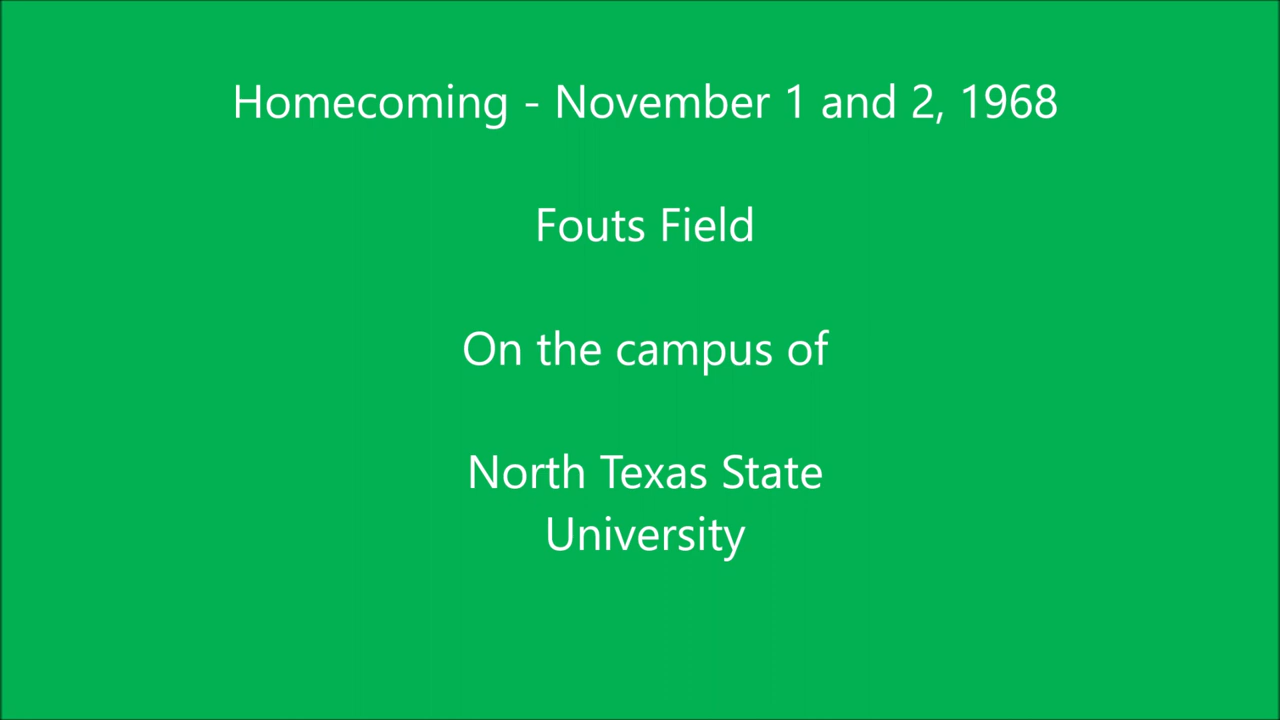 Homecoming - November 1 and 2, 1968
Fouts Field
On the campus of
North Texas State
University